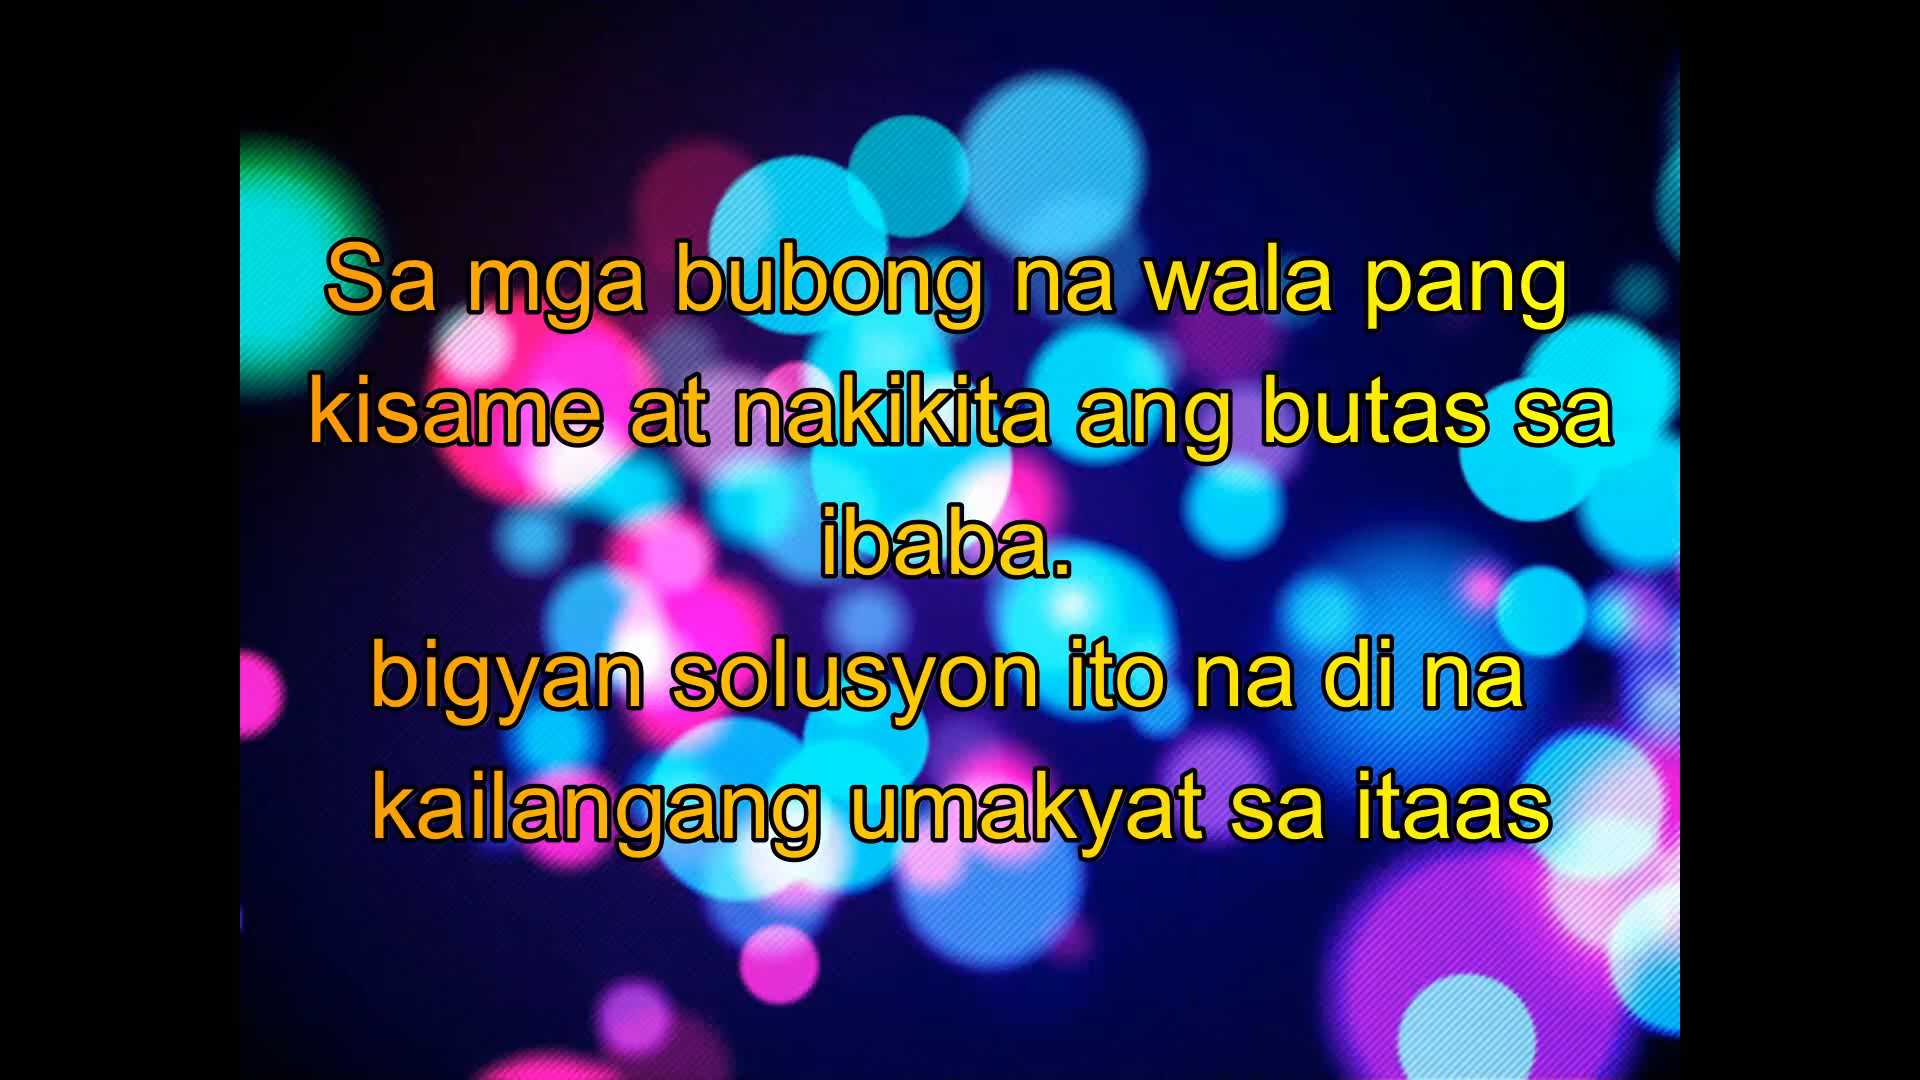 Sa mga bubong na wala pang
kisame at nakikita ang butas sa
ibaba.
bigyan solusyon ito na di na
kailangang umakyat sa itaas